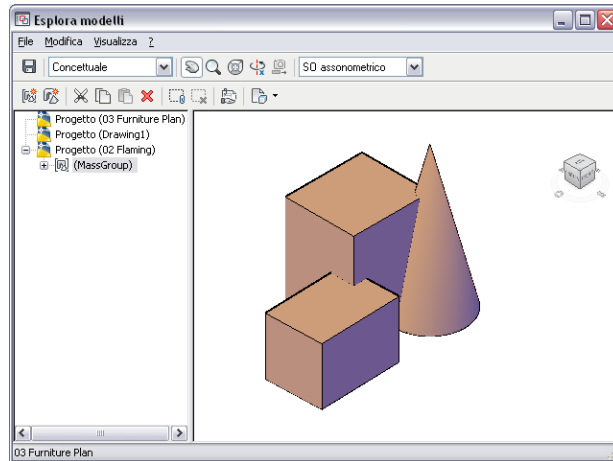 Esplora modelli
File Modifica Visualizza ?
Concettuale SO assonometrico
Progetto (03 Furniture Plan)
Progetto (Drawing1)
Progetto (02 Flaming)
(MassGroup)
03 Furniture Plan